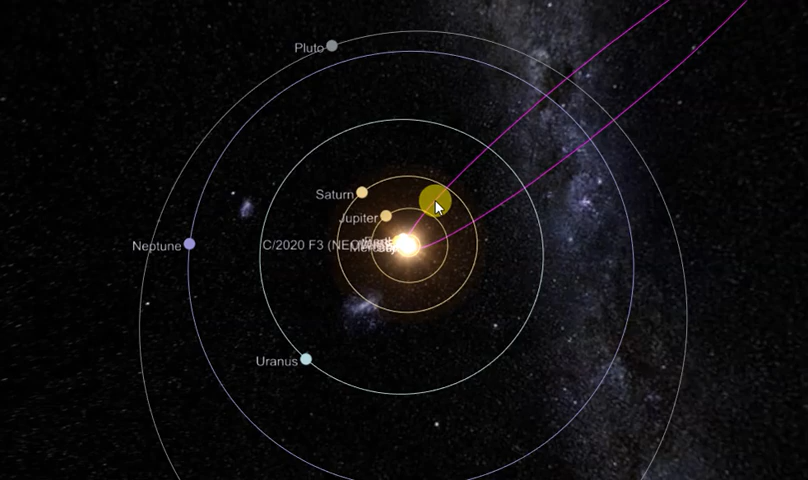 Pluto
Saturn
Jupiter
Neptune
C/2020 F3 (NEO
Uranus